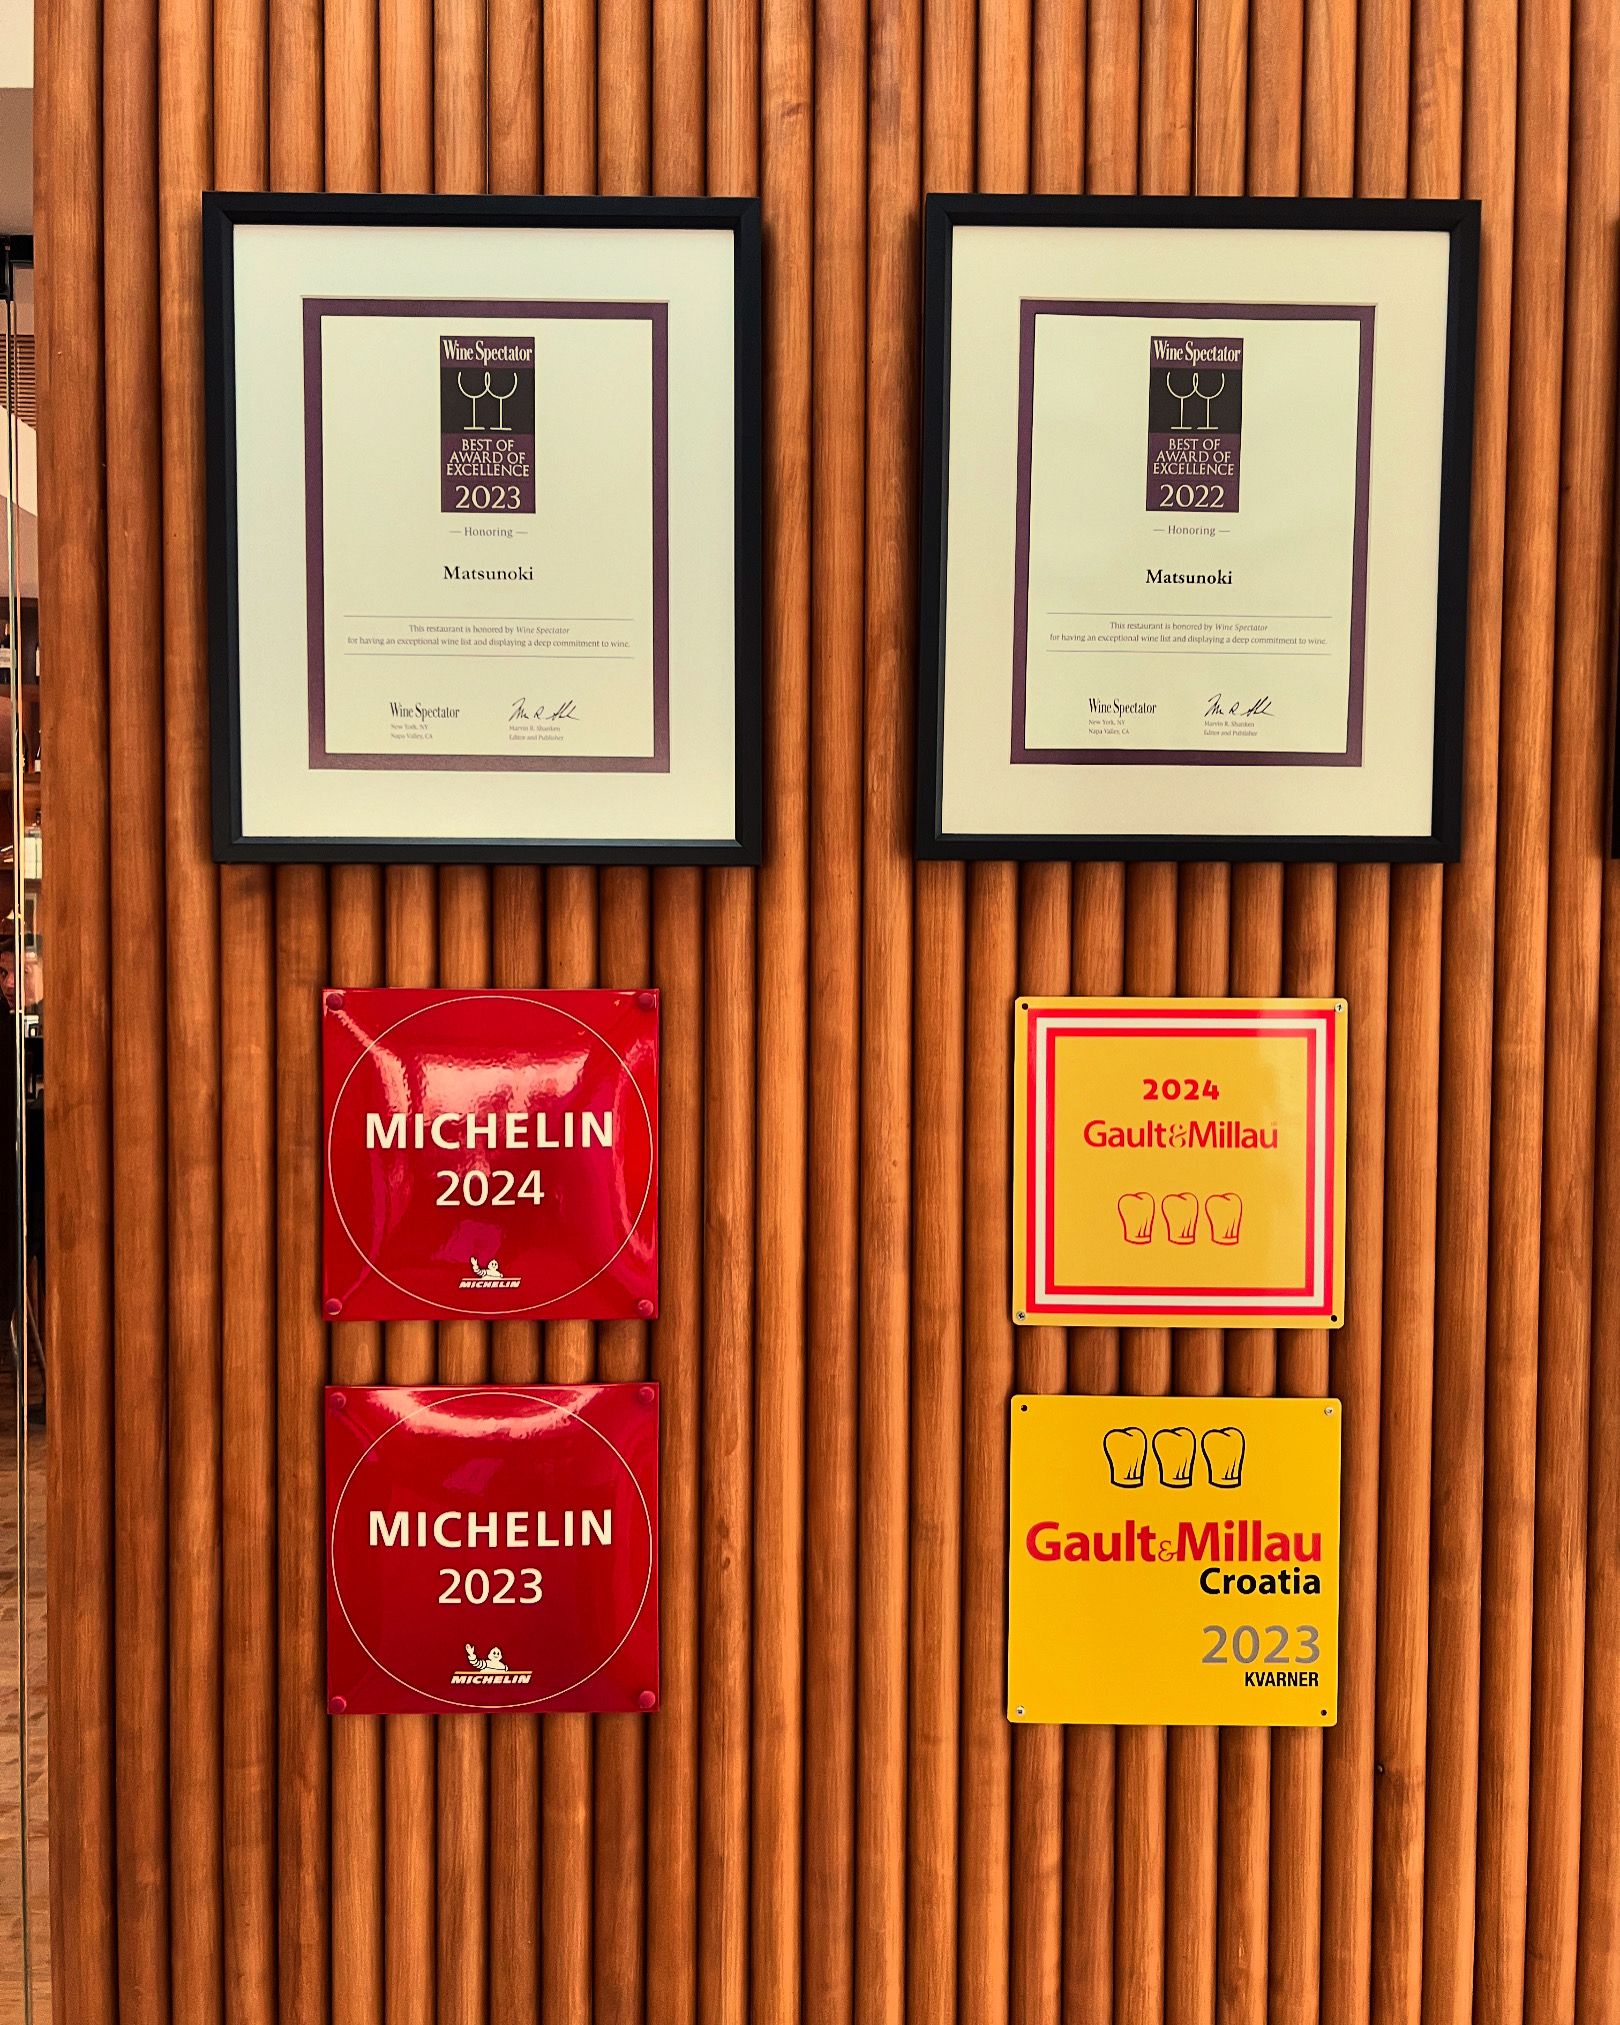 Wine Spectator
BEST OF
AWARD OF
EXCELLENCE
2023
— Honoring —
Matsunoki
This restaurant is honored by Wine Spectator
for having an exceptional wine list and displaying a deep commitment to wine.
Wine Spectator
New York, NY
Napa Valley, CA
Marvin R. Shanken
Editor and Publisher
Wine Spectator
BEST OF
AWARD OF
EXCELLENCE
2022
— Honoring —
Matsunoki
This restaurant is honored by Wine Spectator
for having an exceptional wine list and displaying a deep commitment to wine.
Wine Spectator
New York, NY
Napa Valley, CA
Marvin R. Shanken
Editor and Publisher
MICHELIN
2024
MICHELIN
2024
Gault&Millau
MICHELIN
2023
MICHELIN
Gault&Millau
Croatia
2023
KVARNER